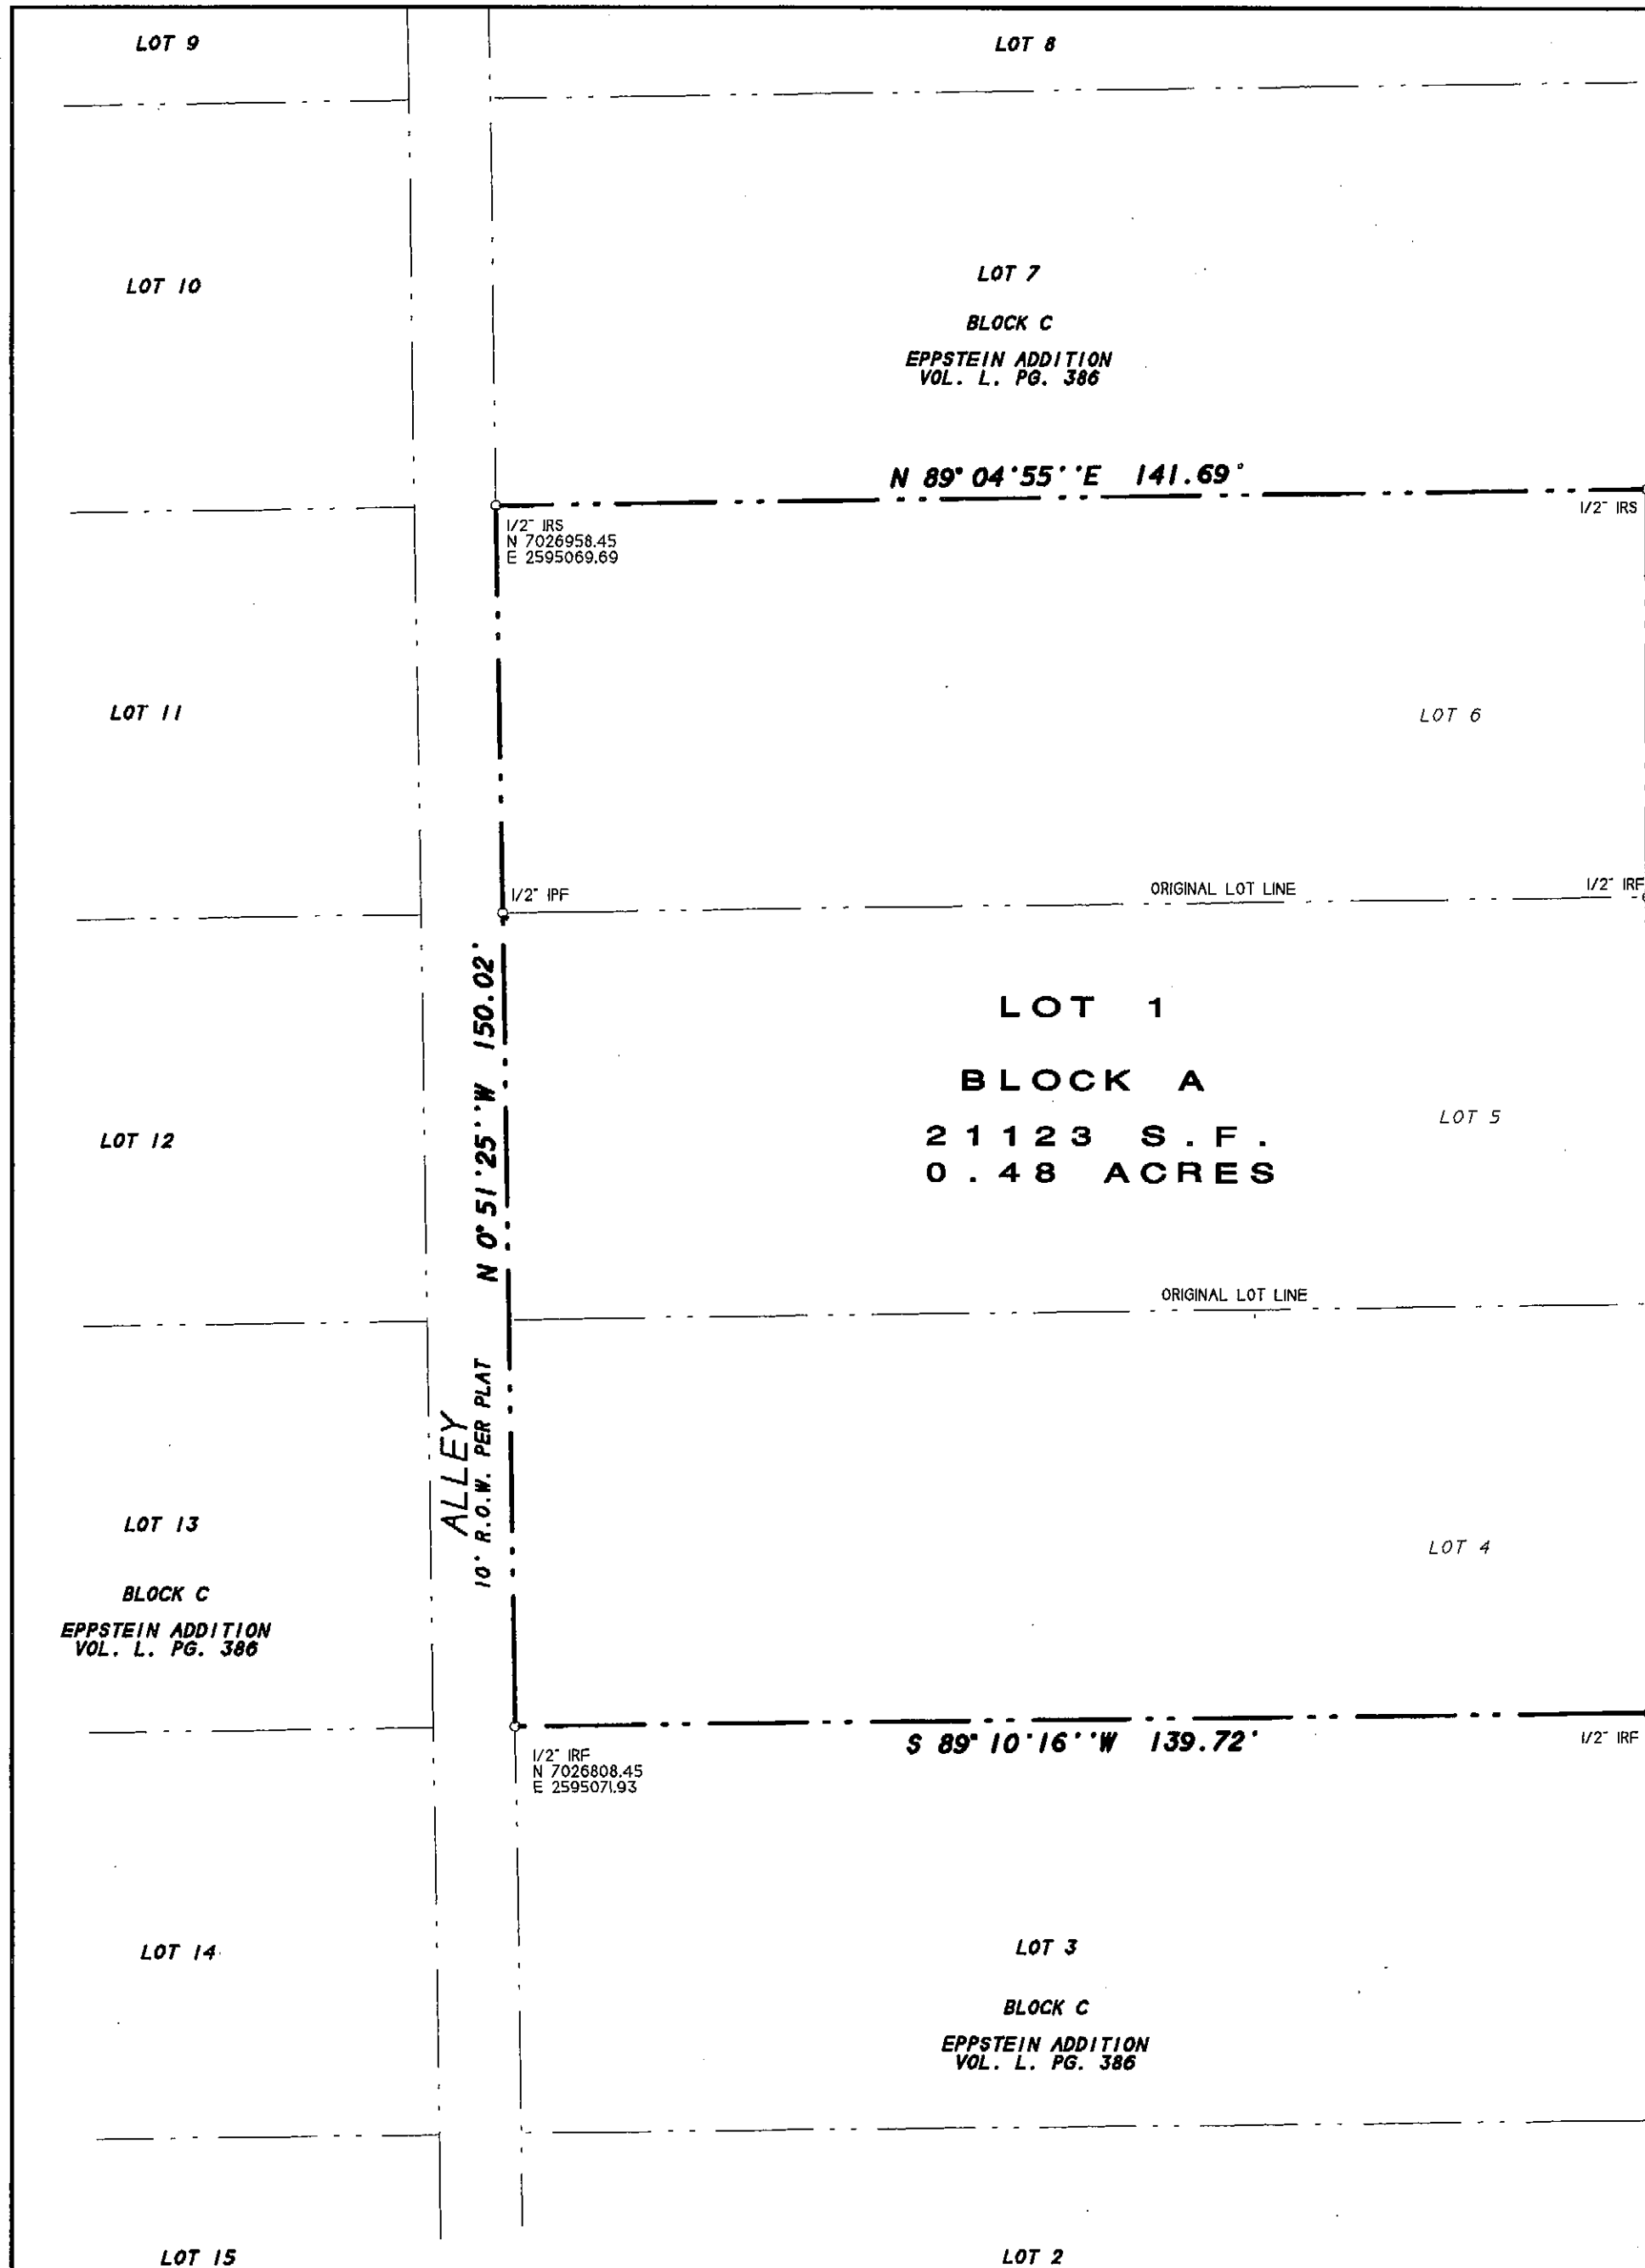 LOT 9
LOT 8
LOT 10
LOT 7
BLOCK C
EPPSTEIN ADDITION
VOL. L. PG. 386
N 89° 04'55''E 141.69'
1/2" IRS
N 7026958.45
E 2595069.69
1/2" IRS
LOT 11
LOT 6
1/2" IPF
ORIGINAL LOT LINE
1/2" IRF
N 0° 51'25''W 150.02'
LOT 1
BLOCK A
21123 S.F.
0.48 ACRES
LOT 12
LOT 5
ORIGINAL LOT LINE
ALLEY
10' R.O.W. PER PLAT
LOT 13
BLOCK C
EPPSTEIN ADDITION
VOL. L. PG. 386
LOT 4
S 89° 10'16''W 139.72'
1/2" IRF
N 7026808.45
E 2595071.93
1/2" IRF
LOT 14
LOT 3
BLOCK C
EPPSTEIN ADDITION
VOL. L. PG. 386
LOT 15
LOT 2